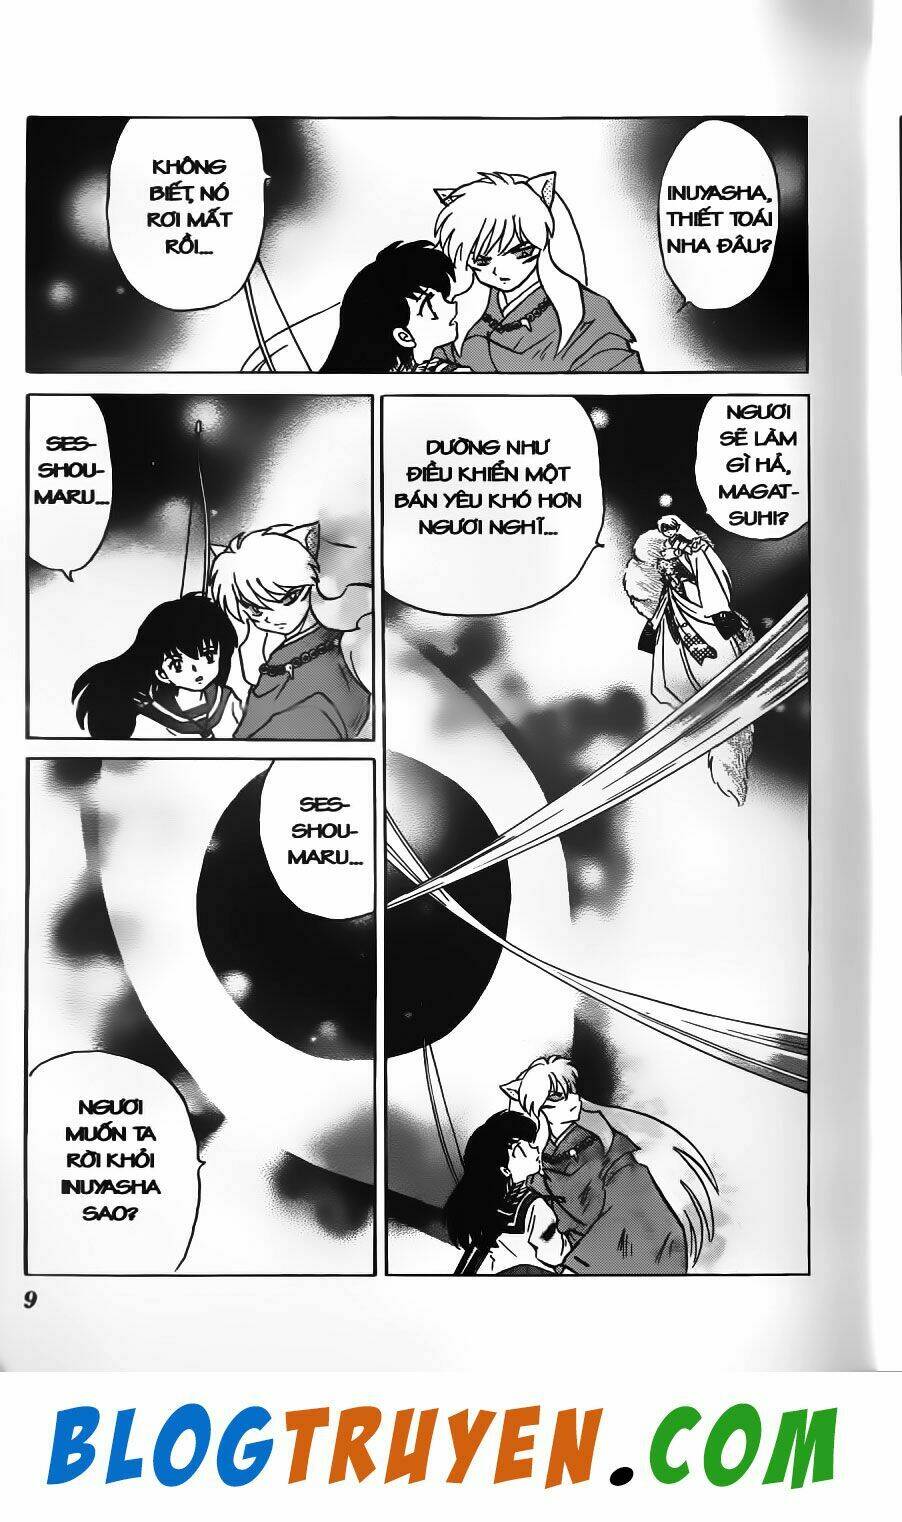 INUYASHA,
THIẾT TOÁI
NHA ĐÂU?
KHÔNG
BIẾT, NÓ
RƠI MẤT
RỒI...
NGƯƠI
SẼ LÀM
GÌ HẢ,
MAGAT-
SUHI?
DƯỜNG NHƯ
ĐIỀU KHIỂN MỘT
BÁN YÊU KHÓ HƠN
NGƯƠI NGHĨ...
SES-
SHOU-
MARU...
SES-
SHOU-
MARU...
NGƯƠI
MUỐN TA
RỜI KHỎI
INUYASHA
SAO?
9
BLOGTRUYEN.COM